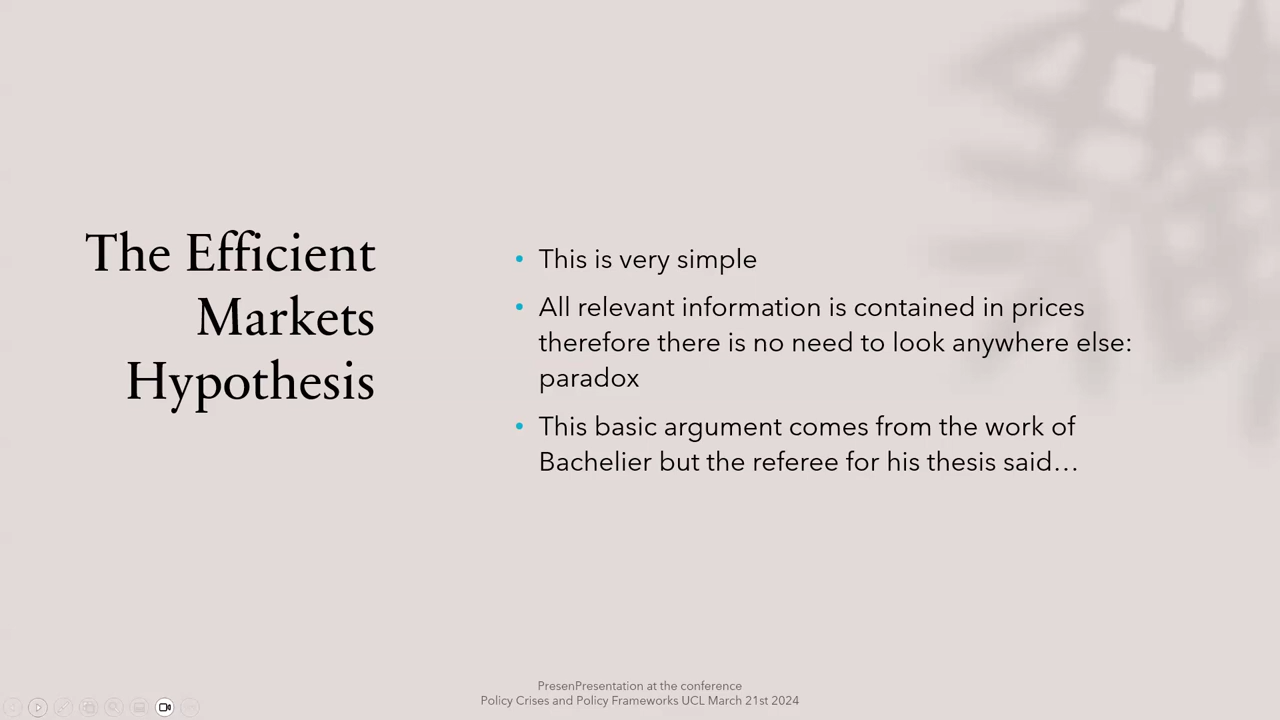 The Efficient
Markets
Hypothesis
• This is very simple
• All relevant information is contained in prices
therefore there is no need to look anywhere else:
paradox
• This basic argument comes from the work of
Bachelier but the referee for his thesis said…
PresenPresentation at the conference
Policy Crises and Policy Frameworks UCL March 21st 2024